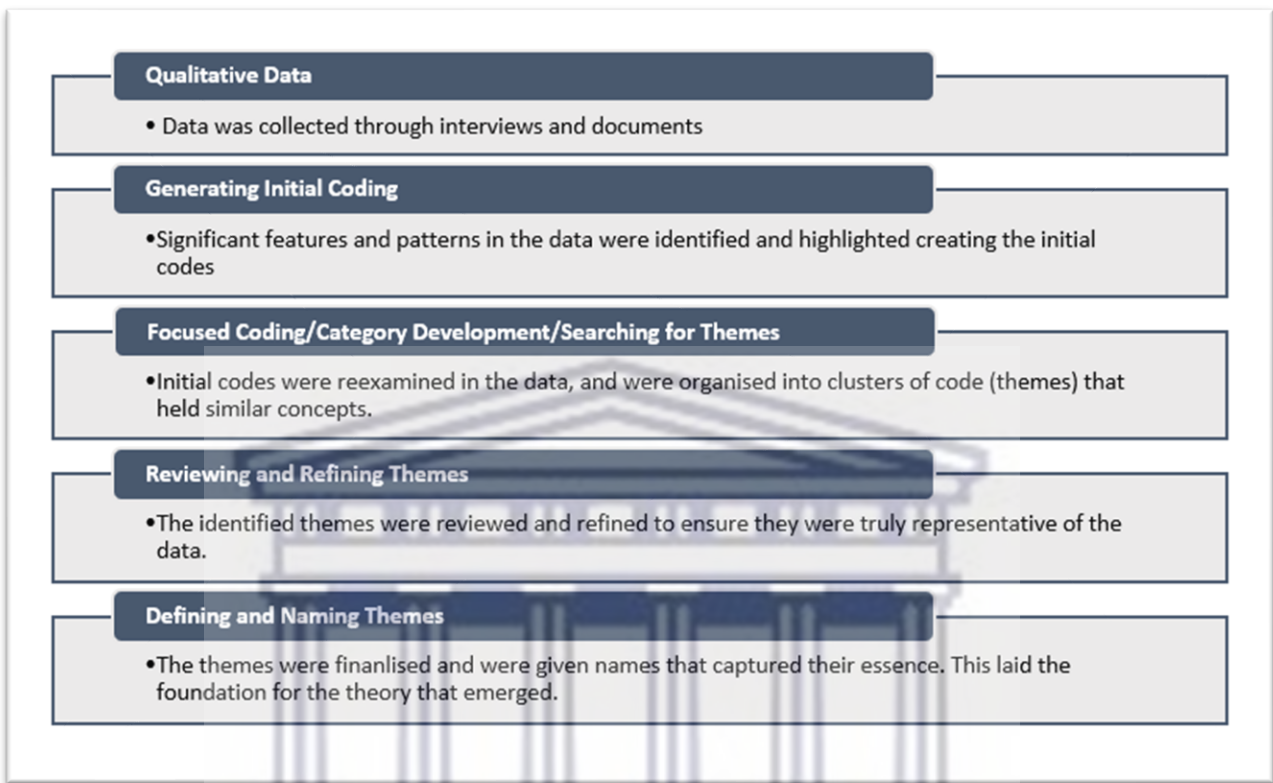 Qualitative Data
• Data was collected through interviews and documents
Generating Initial Coding
•Significant features and patterns in the data were identified and highlighted creating the initial
codes
Focused Coding/Category Development/Searching for Themes
•Initial codes were reexamined in the data, and were organised into clusters of code (themes) that
held similar concepts.
Reviewing and Refining Themes
•The identified themes were reviewed and refined to ensure they were truly representative of the
data.
Defining and Naming Themes
•The themes were finanlised and were given names that captured their essence. This laid the
foundation for the theory that emerged.